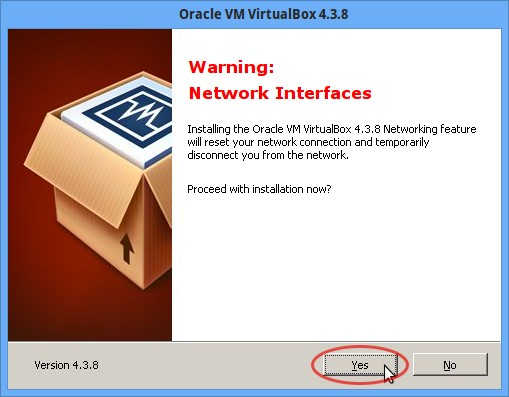 Oracle VM VirtualBox 4.3.8
Warning:
Network Interfaces
Installing the Oracle VM VirtualBox 4.3.8 Networking feature
will reset your network connection and temporarily
disconnect you from the network.
Proceed with installation now?
Version 4.3.8
Yes
No